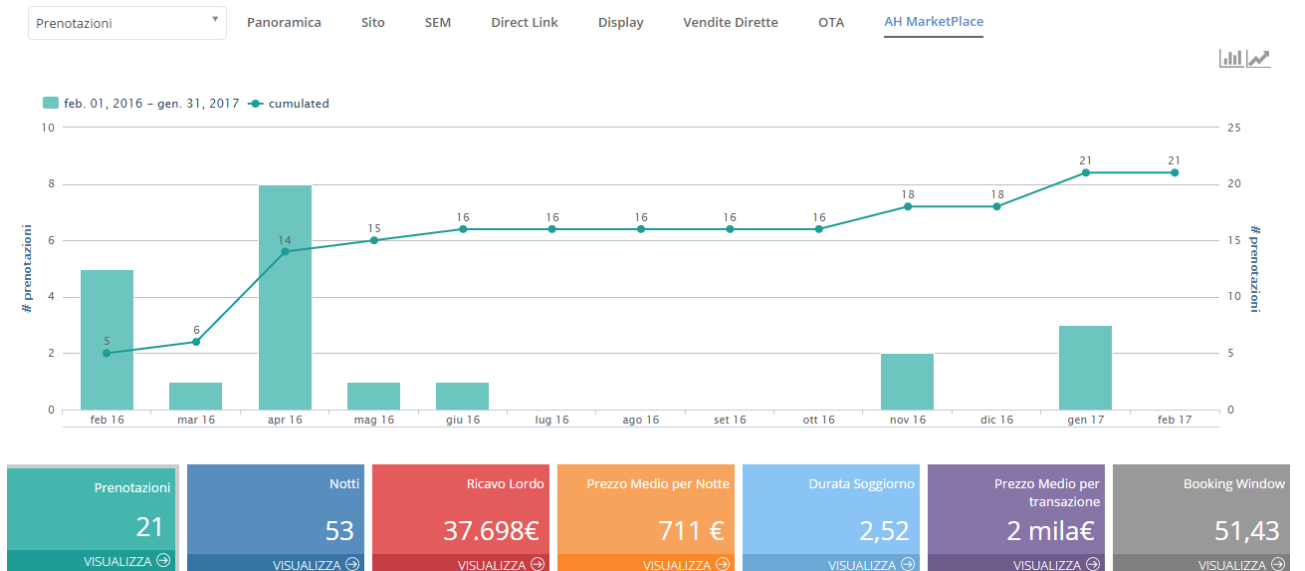 Prenotazioni Panoramica Sito SEM Direct Link Display Vendite Dirette OTA AH MarketPlace
feb. 01, 2016 - gen. 31, 2017 cumulated
10 25
8 20
6 15
4 10
2 5
0 0
# prenotazioni
# prenotazioni
5 6 14 15 16 16 16 16 16 18 18 21 21
feb 16 mar 16 apr 16 mag 16 giu 16 lug 16 ago 16 set 16 ott 16 nov 16 dic 16 gen 17 feb 17
Prenotazioni
21
VISUALIZZA
Notti
53
VISUALIZZA
Ricavo Lordo
37.698€
VISUALIZZA
Prezzo Medio per Notte
711 €
VISUALIZZA
Durata Soggiorno
2,52
VISUALIZZA
Prezzo Medio per
transazione
2 mila€
VISUALIZZA
Booking Window
51,43
VISUALIZZA